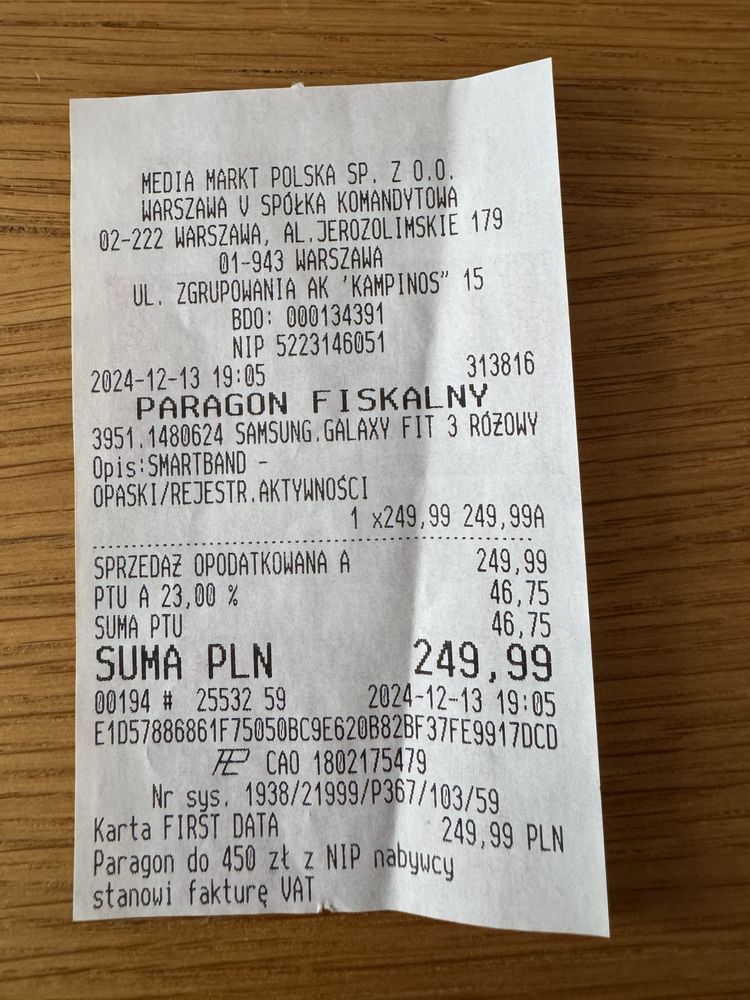 MEDIA MARKT POLSKA SP. Z O.O.
WARSZAWA V SPÓŁKA KOMANDYTOWA
02-222 WARSZAWA, AL.JEROZOLIMSKIE 179
01-943 WARSZAWA
UL. ZGRUPOWANIA AK 'KAMPINOS" 15
BDO: 000134391
NIP 5223146051
2024-12-13 19:05 313816
PARAGON FISKALNY
3951.1480624 SAMSUNG.GALAXY FIT 3 RÓŻOWY
Opis:SMARTBAND -
OPASKI/REJESTR.AKTYWNOŚCI
1 x249,99 249,99A
SPRZEDAŻ OPODATKOWANA A 249,99
PTU A 23,00 % 46,75
SUMA PTU 46,75
SUMA PLN 249,99
00194 # 25532 59 2024-12-13 19:05
E1D57886861F75050BC9E620B82BF37FE9917DCD
CAO 1802175479
Nr sys. 1938/21999/P367/103/59
Karta FIRST DATA 249,99 PLN
Paragon do 450 zł z NIP nabywcy
stanowi fakturę VAT